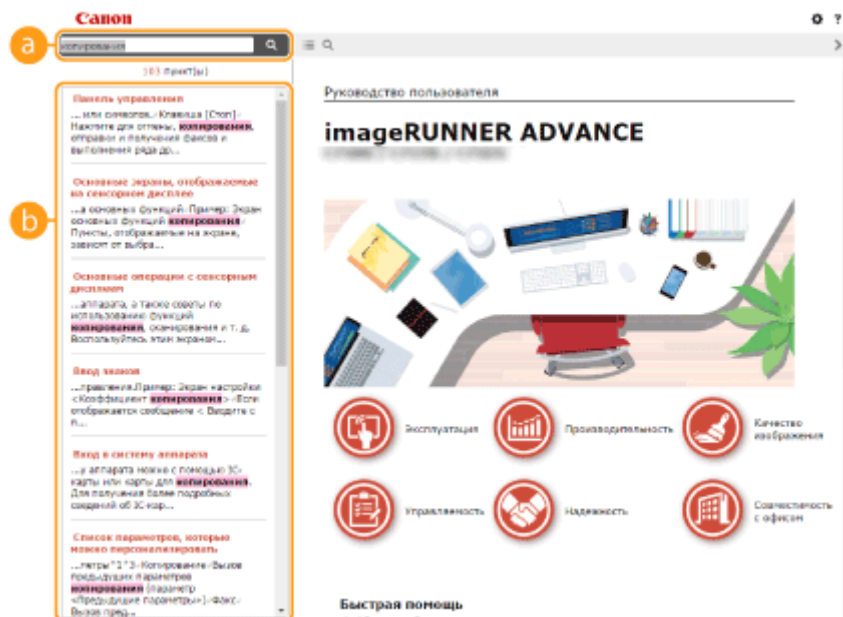 Canon
?
a
копирования
103 пункт(ы)
b
Панель управления
... или символов.-Клавиша [Стоп]-
Нажмите для отмены, копирования,
отправки и получения факсов и
выполнения ряда др...
Основные экраны, отображаемые
на сенсорном дисплее
...а основных функций-Пример: Экран
основных функций копирования-
Пункты, отображаемые на экране,
зависят от выбра...
Основные операции с сенсорным
дисплеем
...аппарата, а также советы по
использованию функций
копирования, сканирования и т. д.
Воспользуйтесь этим экраном...
Ввод знаков
...правления.Пример: Экран настройки
<Коэффициент копирования>-Если
отображается сообщение < Введите с
п...
Вход в систему аппарата
...у аппарата можно с помощью IC-
карты или карты для копирования.
Для получения более подробных
сведений об IC-кар...
Список параметров, которые
можно персонализировать
...метры*1*3-Копирование-Вызов
предыдущих параметров
копирования (параметр
<Предыдущие параметры>)-Факс-
Вызов пред...
Руководство пользователя
imageRUNNER ADVANCE
Эксплуатация
Производительность
Качество
изображения
Управляемость
Надежность
Совместимость
с офисом
Быстрая помощь